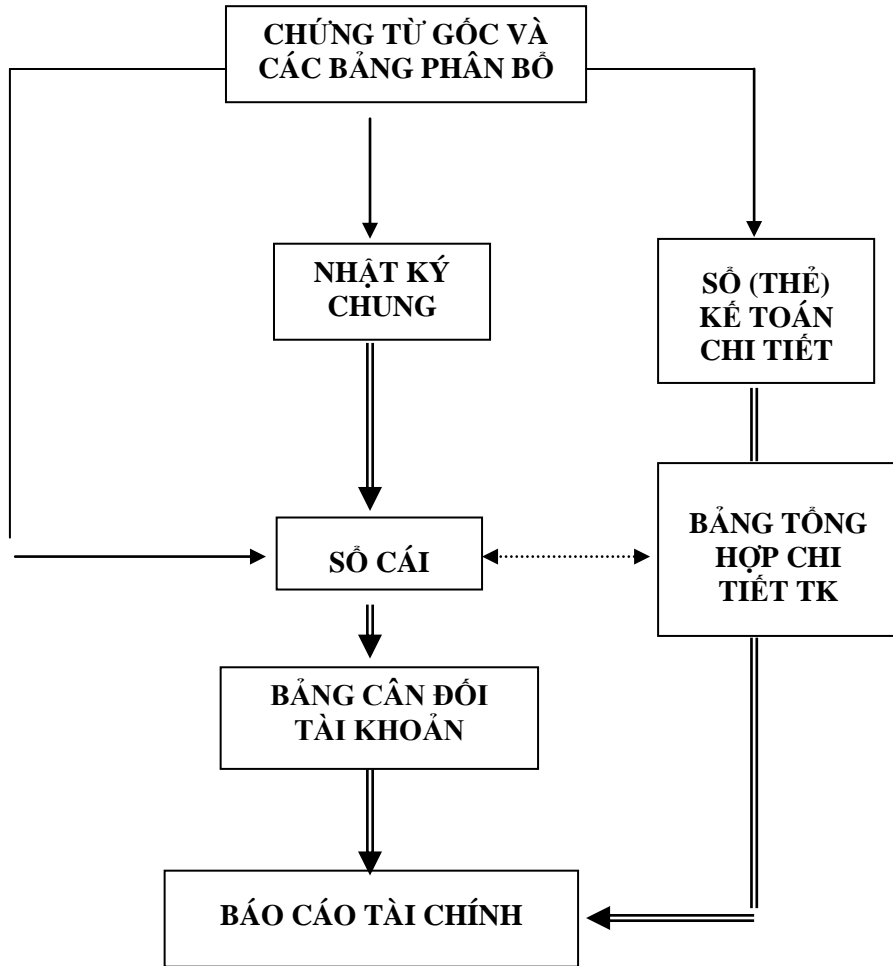 CHỨNG TỪ GỐC VÀ
CÁC BẢNG PHÂN BỔ
NHẬT KÝ
CHUNG
SỔ (THẺ)
KẾ TOÁN
CHI TIẾT
SỔ CÁI
BẢNG TỔNG
HỢP CHI
TIẾT TK
BẢNG CÂN ĐỐI
TÀI KHOẢN
BÁO CÁO TÀI CHÍNH